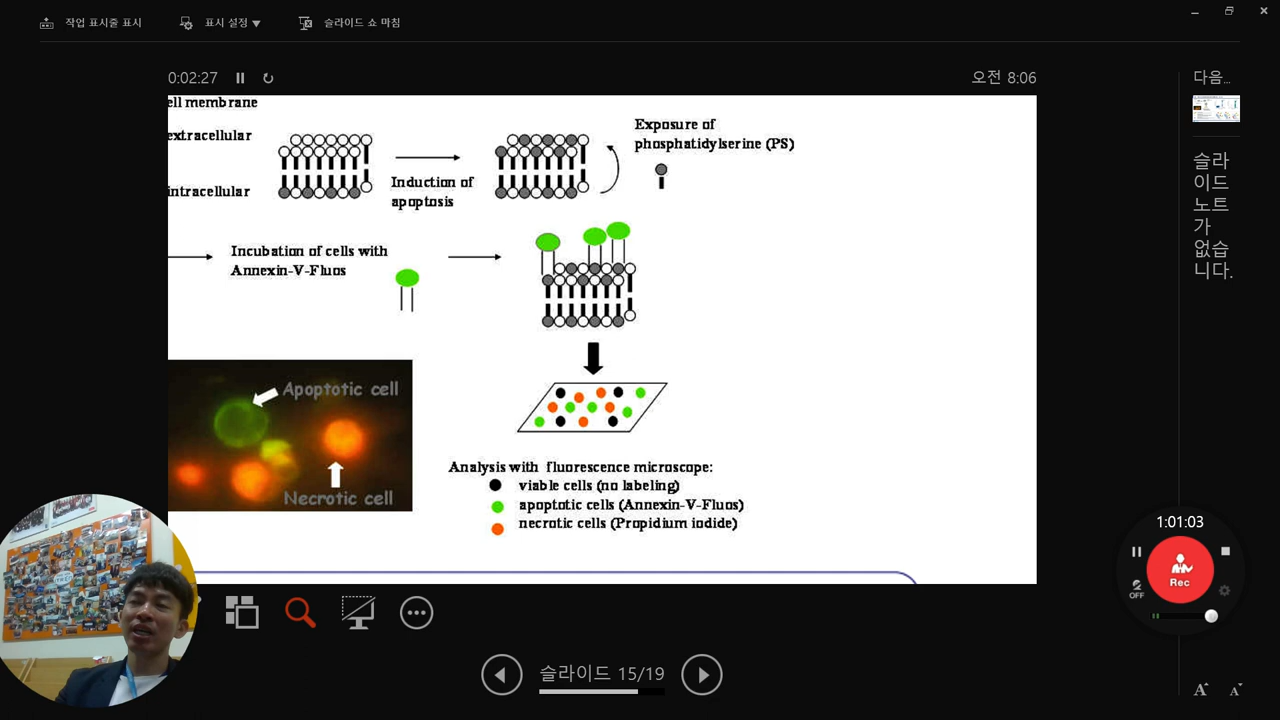 작업 표시줄 표시
표시 설정 ▼
슬라이드 쇼 마침
0:02:27
오전 8:06
다음...
ell membrane
extracellular
intracellular
Induction of
apoptosis
Exposure of
phosphatidylserine (PS)
Incubation of cells with
Annexin-V-Fluos
Apoptotic cell
Necrotic cell
Analysis with fluorescence microscope:
viable cells (no labeling)
apoptotic cells (Annexin-V-Fluos)
necrotic cells (Propidium iodide)
슬라
이드
노트
가
없습
니다.
1:01:03
Rec
OFF
슬라이드 15/19
A
A